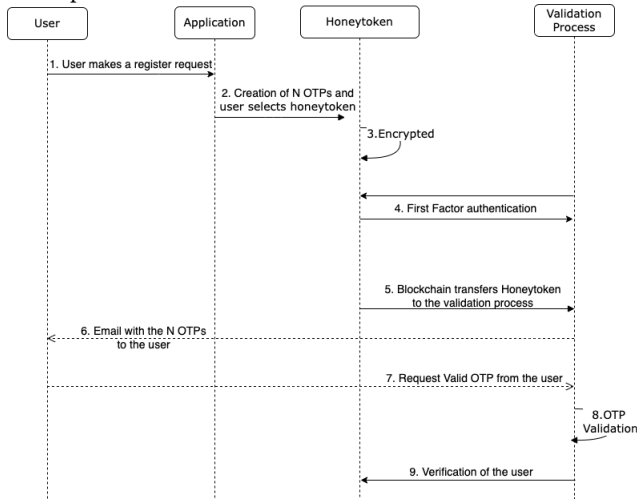 User
Application
Honeytoken
Validation
Process
1. User makes a register request
2. Creation of N OTPs and
user selects honeytoken
3.Encrypted
4. First Factor authentication
5. Blockchain transfers Honeytoken
to the validation process
6. Email with the N OTPs
to the user
7. Request Valid OTP from the user
8.OTP
Validation
9. Verification of the user